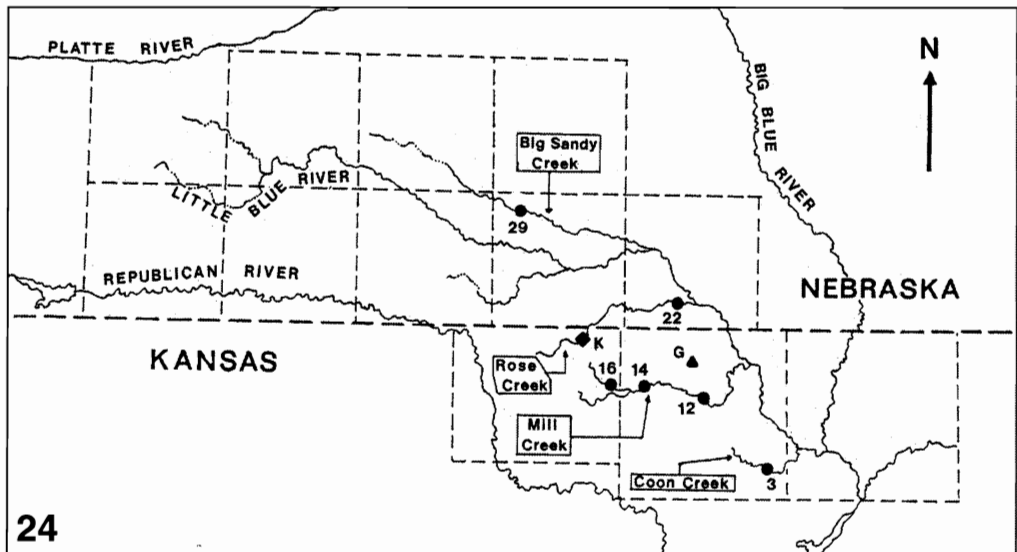 PLATTE RIVER
N
BIG BLUE RIVER
Big Sandy
Creek
LITTLE BLUE RIVER
29
REPUBLICAN RIVER
NEBRASKA
22
KANSAS
K
G
Rose
Creek
16
14
12
Mill
Creek
Coon Creek
3
24